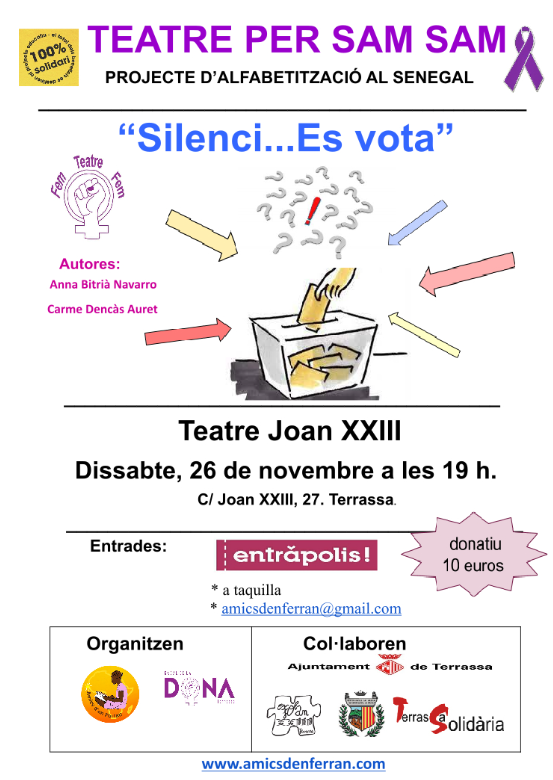 100%
solidari
TEATRE PER SAM SAM
PROJECTE D’ALFABETITZACIÓ AL SENEGAL
“Silenci...Es vota”
Fem Teatre Fem
Autores:
Anna Bitrià Navarro
Carme Dencàs Auret
Teatre Joan XXIII
Dissabte, 26 de novembre a les 19 h.
C/ Joan XXIII, 27. Terrassa.
Entrades:
entrăpolis!
donatiu
10 euros
* a taquilla
* amicsdenferran@gmail.com
Organitzen
DONA
Col·laboren
Ajuntament de Terrassa
Terrassa Solidària
www.amicsdenferran.com